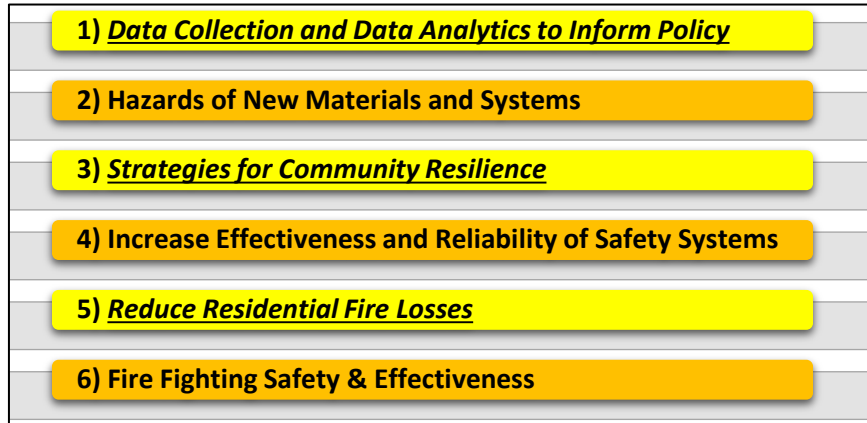 1) Data Collection and Data Analytics to Inform Policy
2) Hazards of New Materials and Systems
3) Strategies for Community Resilience
4) Increase Effectiveness and Reliability of Safety Systems
5) Reduce Residential Fire Losses
6) Fire Fighting Safety & Effectiveness